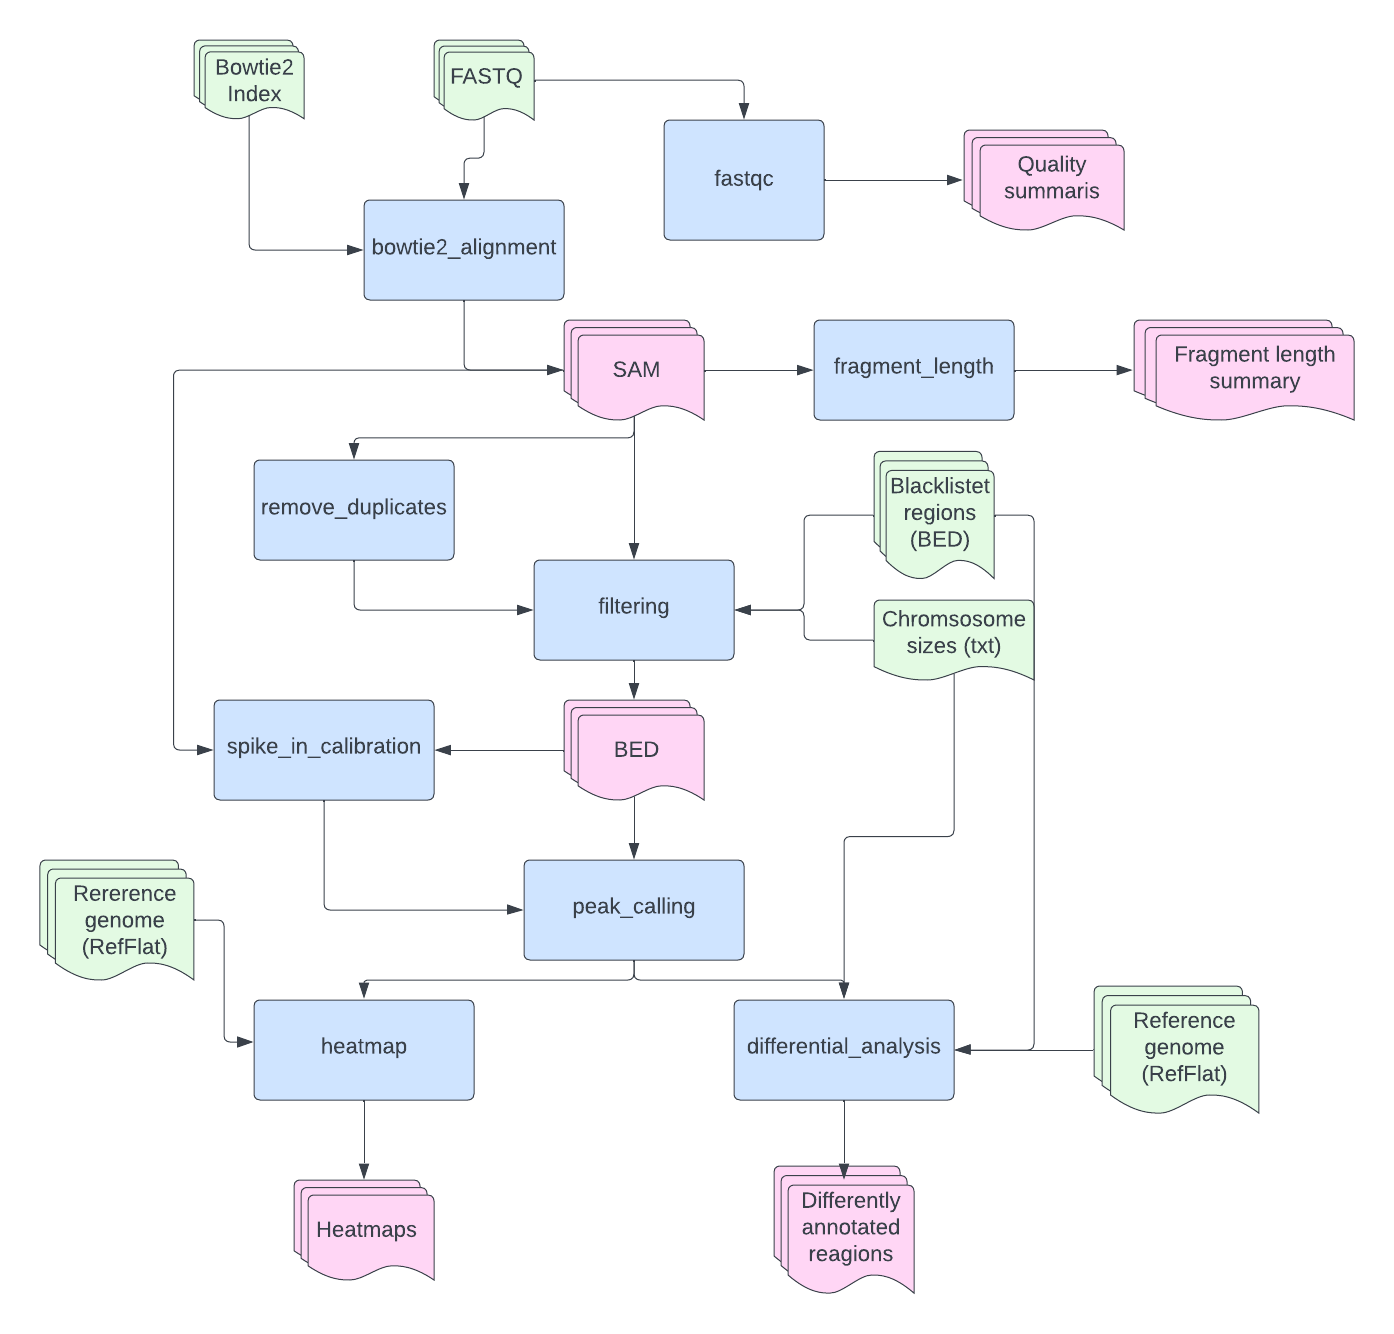 Bowtie2
Index
FASTQ
fastqc
Quality
summaris
bowtie2_alignment
SAM
fragment_length
Fragment length
summary
remove_duplicates
Blacklistet
regions
(BED)
filtering
Chromsosome
sizes (txt)
spike_in_calibration
BED
Rererence
genome
(RefFlat)
peak_calling
heatmap
differential_analysis
Reference
genome
(RefFlat)
Heatmaps
Differently
annotated
reagions